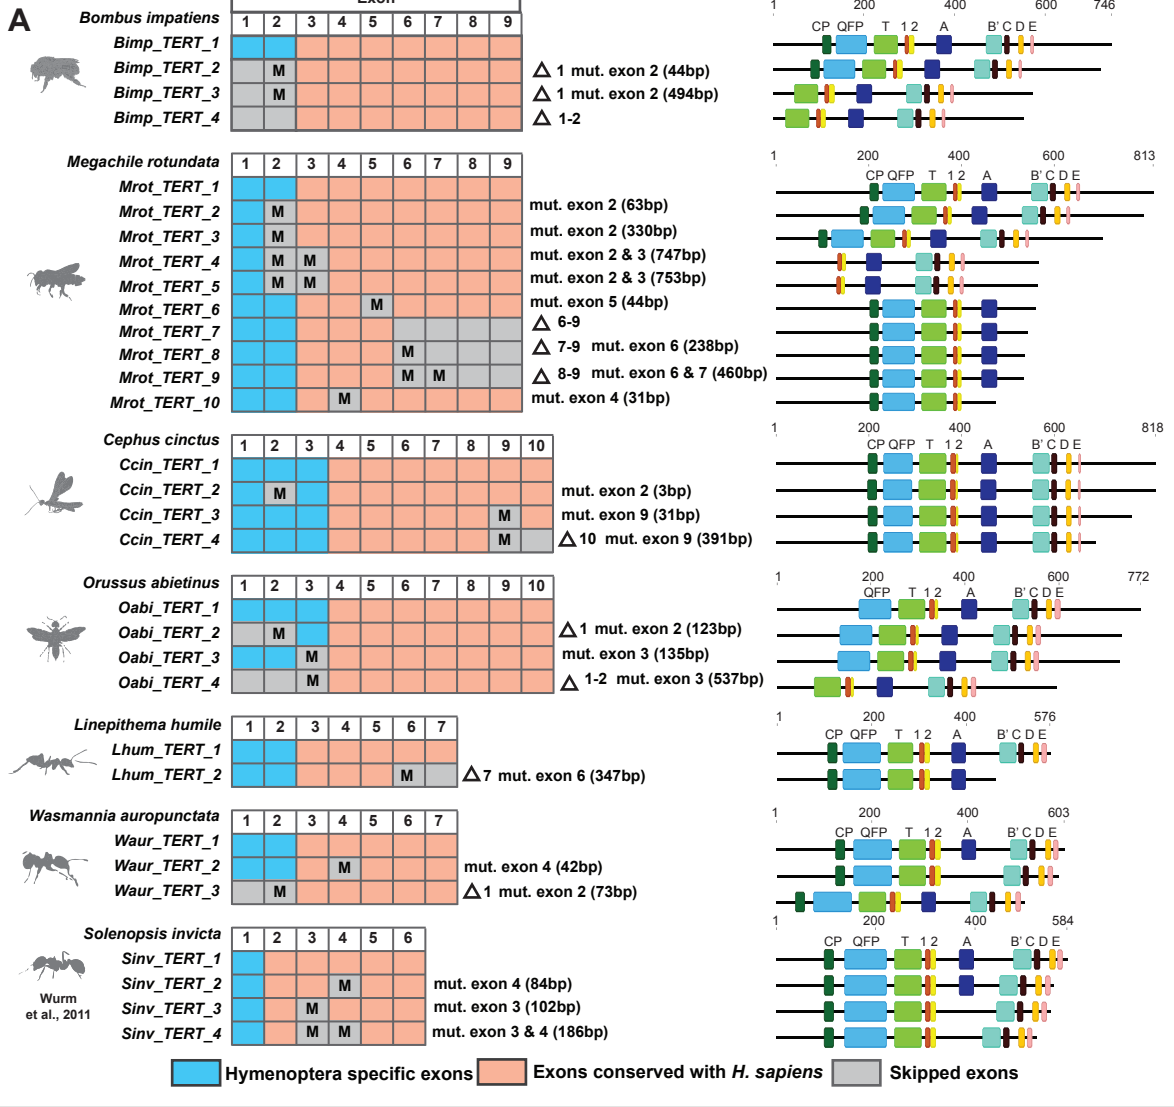 A
Exon
Bombus impatiens 1 2 3 4 5 6 7 8 9
1 200 400 600 746
CP QFP T 1 2 A B' C D E
Bimp_TERT_1
Bimp_TERT_2 M △ 1 mut. exon 2 (44bp)
Bimp_TERT_3 M △ 1 mut. exon 2 (494bp)
Bimp_TERT_4 △ 1-2
Megachile rotundata 1 2 3 4 5 6 7 8 9
1 200 400 600 813
CP QFP T 1 2 A B' C D E
Mrot_TERT_1
Mrot_TERT_2 M mut. exon 2 (63bp)
Mrot_TERT_3 M mut. exon 2 (330bp)
Mrot_TERT_4 M M mut. exon 2 & 3 (747bp)
Mrot_TERT_5 M M mut. exon 2 & 3 (753bp)
Mrot_TERT_6 M mut. exon 5 (44bp)
Mrot_TERT_7 △ 6-9
Mrot_TERT_8 M △ 7-9 mut. exon 6 (238bp)
Mrot_TERT_9 M M △ 8-9 mut. exon 6 & 7 (460bp)
Mrot_TERT_10 M mut. exon 4 (31bp)
Cephus cinctus 1 2 3 4 5 6 7 8 9 10
1 200 400 600 818
CP QFP T 1 2 A B' C D E
Ccin_TERT_1
Ccin_TERT_2 M mut. exon 2 (3bp)
Ccin_TERT_3 M mut. exon 9 (31bp)
Ccin_TERT_4 M △10 mut. exon 9 (391bp)
Orussus abietinus 1 2 3 4 5 6 7 8 9 10
1 200 400 600 772
QFP T 1 2 A B' C D E
Oabi_TERT_1
Oabi_TERT_2 M △1 mut. exon 2 (123bp)
Oabi_TERT_3 M mut. exon 3 (135bp)
Oabi_TERT_4 M △ 1-2 mut. exon 3 (537bp)
Linepithema humile 1 2 3 4 5 6 7
1 200 400 576
CP QFP T 1 2 A B' C D E
Lhum_TERT_1
Lhum_TERT_2 M △7 mut. exon 6 (347bp)
Wasmannia auropunctata 1 2 3 4 5 6 7
1 200 400 603
CP QFP T 1 2 A B' C D E
Waur_TERT_1
Waur_TERT_2 M mut. exon 4 (42bp)
Waur_TERT_3 M △1 mut. exon 2 (73bp)
Solenopsis invicta 1 2 3 4 5 6
1 200 400 584
CP QFP T 1 2 A B' C D E
Sinv_TERT_1
Sinv_TERT_2 M mut. exon 4 (84bp)
Sinv_TERT_3 M mut. exon 3 (102bp)
Sinv_TERT_4 M M mut. exon 3 & 4 (186bp)
Wurm
et al., 2011
Hymenoptera specific exons Exons conserved with H. sapiens Skipped exons